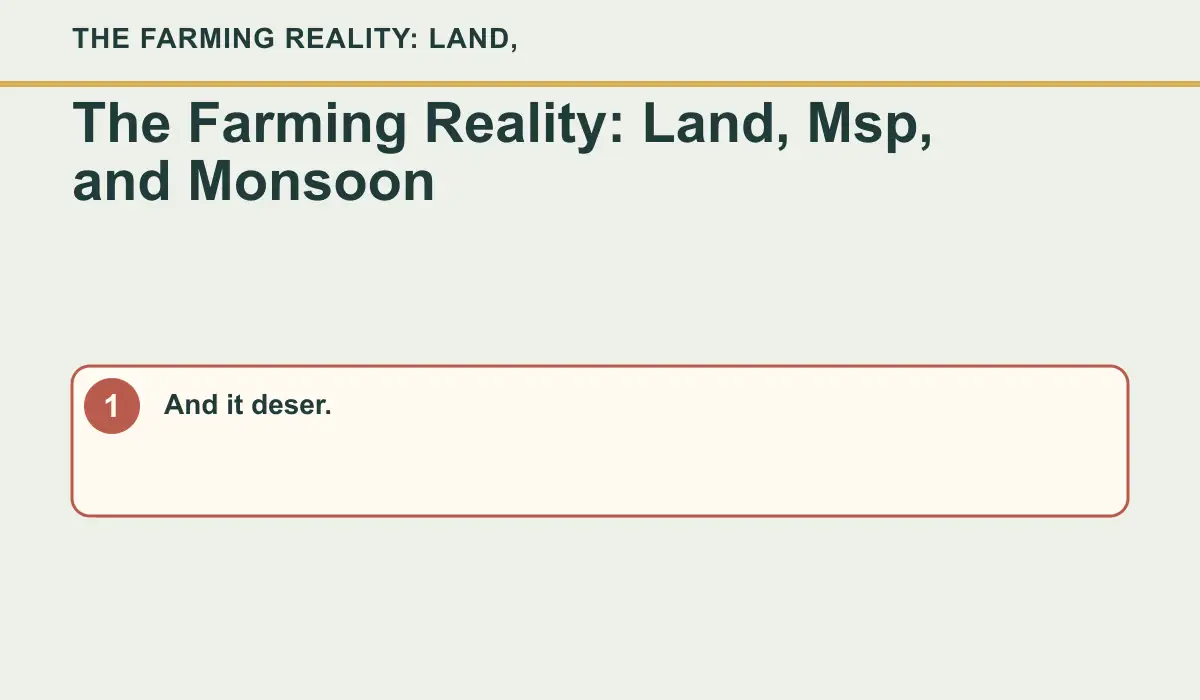 THE FARMING REALITY: LAND,
The Farming Reality: Land, Msp,
and Monsoon
1
And it deser.